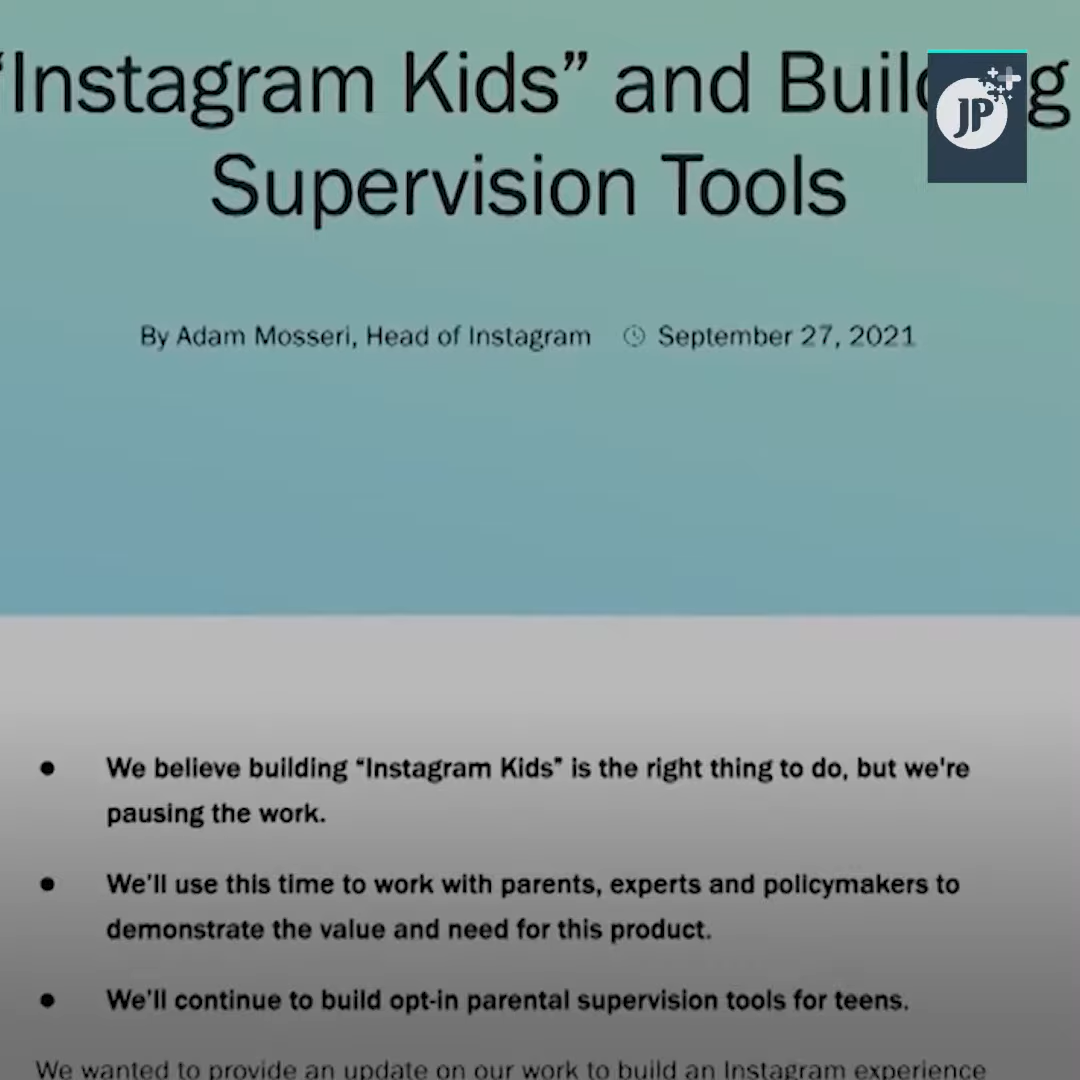 “Instagram Kids” and Building
Supervision Tools
JP
By Adam Mosseri, Head of Instagram
September 27, 2021
• We believe building “Instagram Kids” is the right thing to do, but we're
pausing the work.
• We’ll use this time to work with parents, experts and policymakers to
demonstrate the value and need for this product.
• We’ll continue to build opt-in parental supervision tools for teens.
We wanted to provide an update on our work to build an Instagram experience